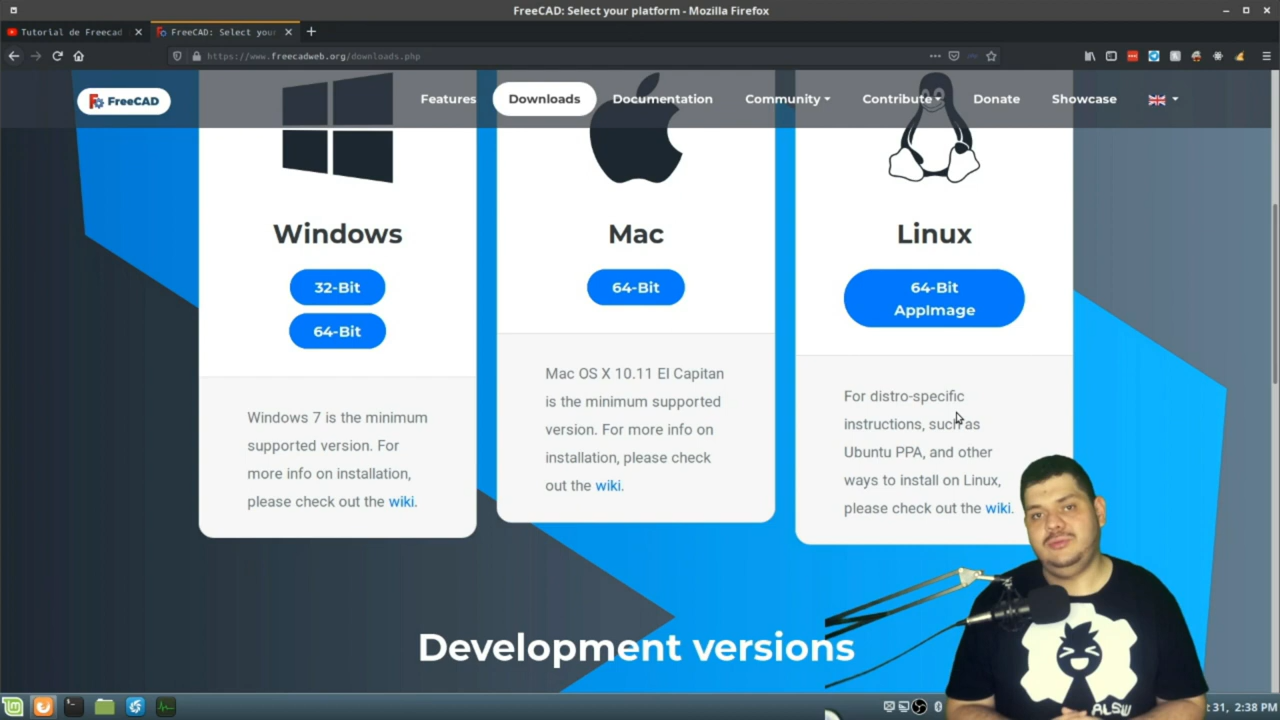 FreeCAD: Select your platform - Mozilla Firefox
Tutorial de Freecad
FreeCAD: Select your
https://www.freecadweb.org/downloads.php
FreeCAD
Features
Downloads
Documentation
Community
Contribute
Donate
Showcase
Windows
32-Bit
64-Bit
Windows 7 is the minimum
supported version. For
more info on installation,
please check out the wiki.
Mac
64-Bit
Mac OS X 10.11 El Capitan
is the minimum supported
version. For more info on
installation, please check
out the wiki.
Linux
64-Bit
AppImage
For distro-specific
instructions, such as
Ubuntu PPA, and other
ways to install on Linux,
please check out the wiki.
Development versions
ALSW
t 31, 2:38 PM